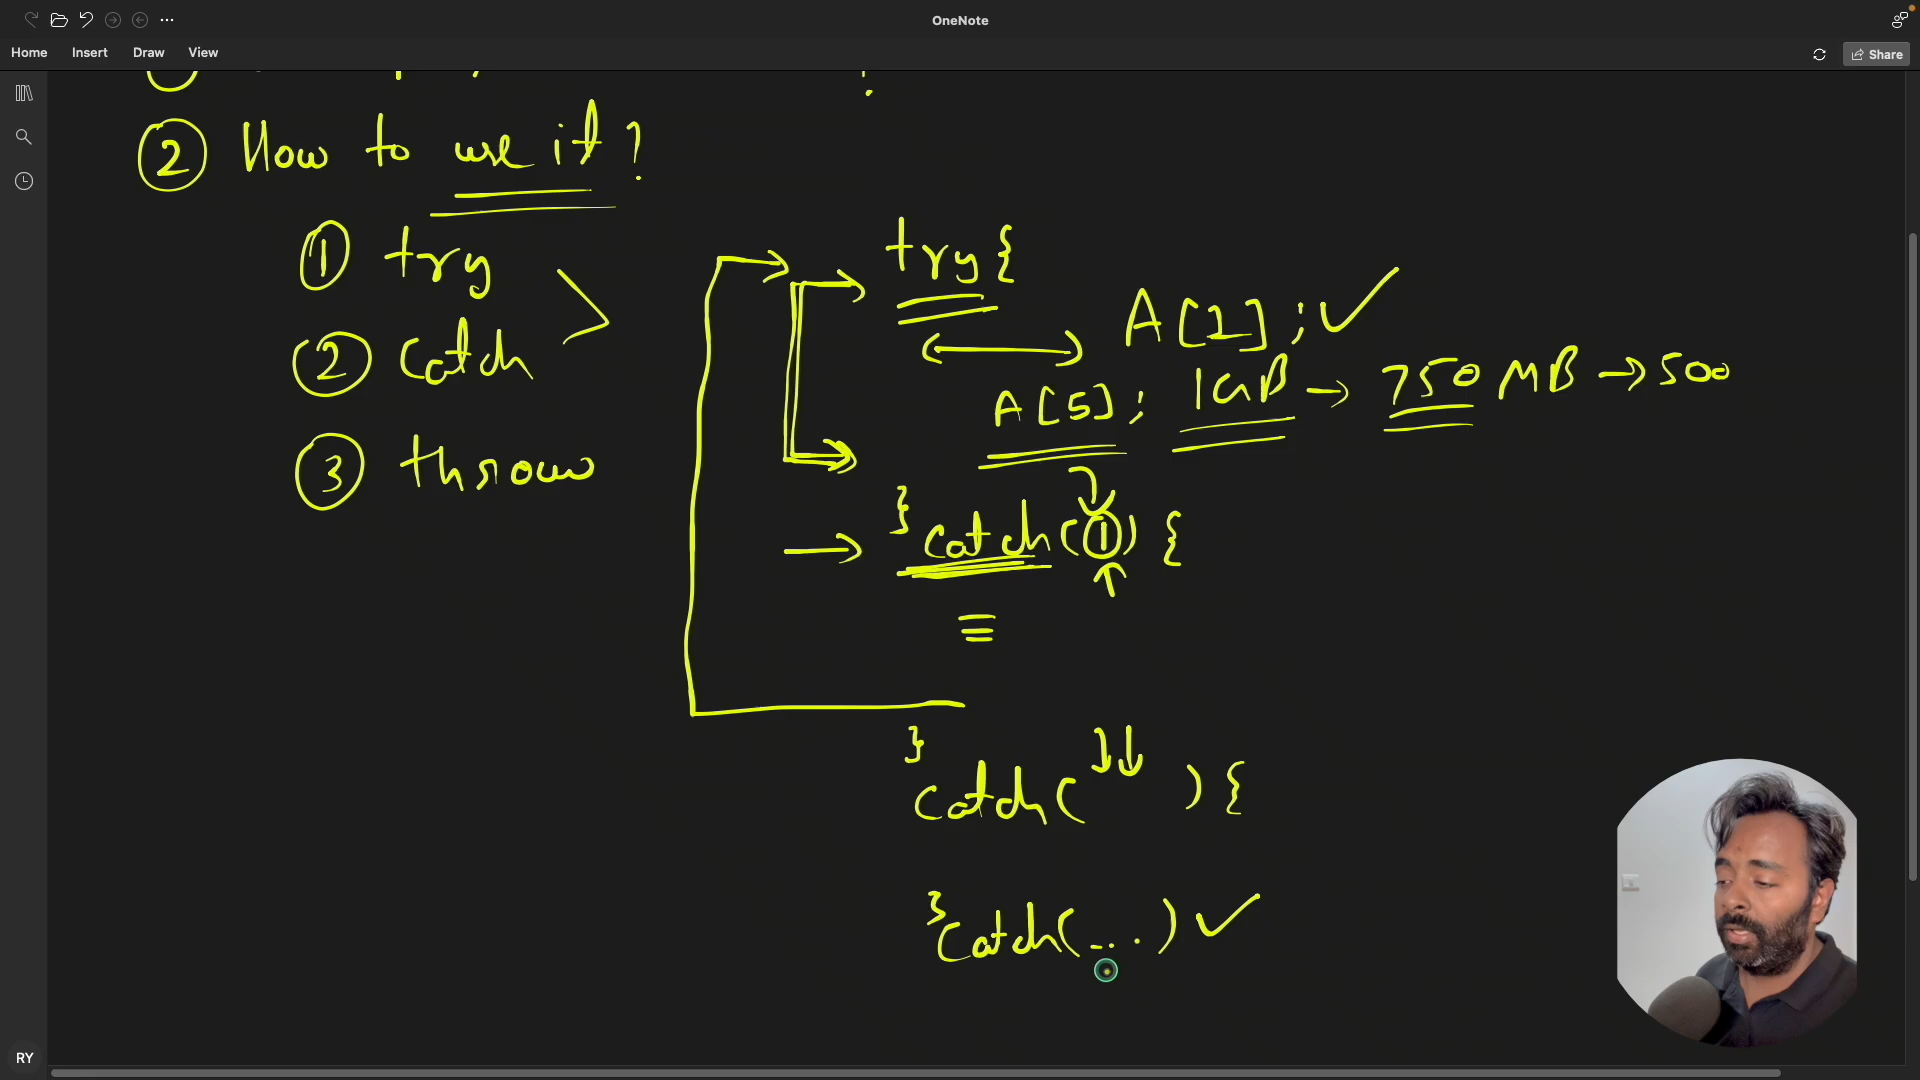 OneNote
Home Insert Draw View
Share
② How to use it?
① try
② catch
③ throw
try {
A[2];
A[5]; 1GB → 750 MB → 500
} catch(1) {
}
catch( ) {
} catch(...)
RY